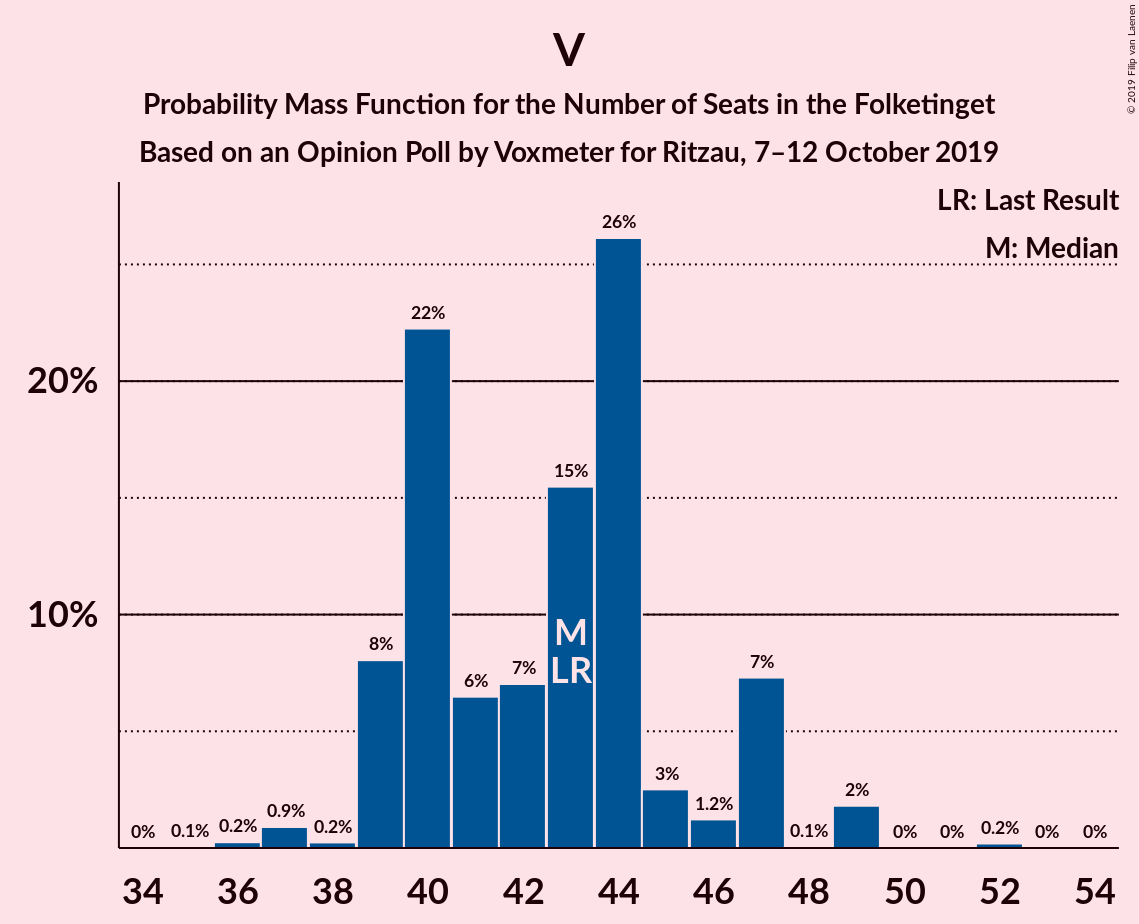 V
Probability Mass Function for the Number of Seats in the Folketinget
Based on an Opinion Poll by Voxmeter for Ritzau, 7–12 October 2019
© 2019 Filip van Laenen
LR: Last Result
M: Median
20%
10%
0%
0.1%
0.2%
0.9%
0.2%
8%
22%
6%
7%
15%
26%
3%
1.2%
7%
0.1%
2%
0%
0%
0.2%
0%
0%
M
LR
34 36 38 40 42 44 46 48 50 52 54